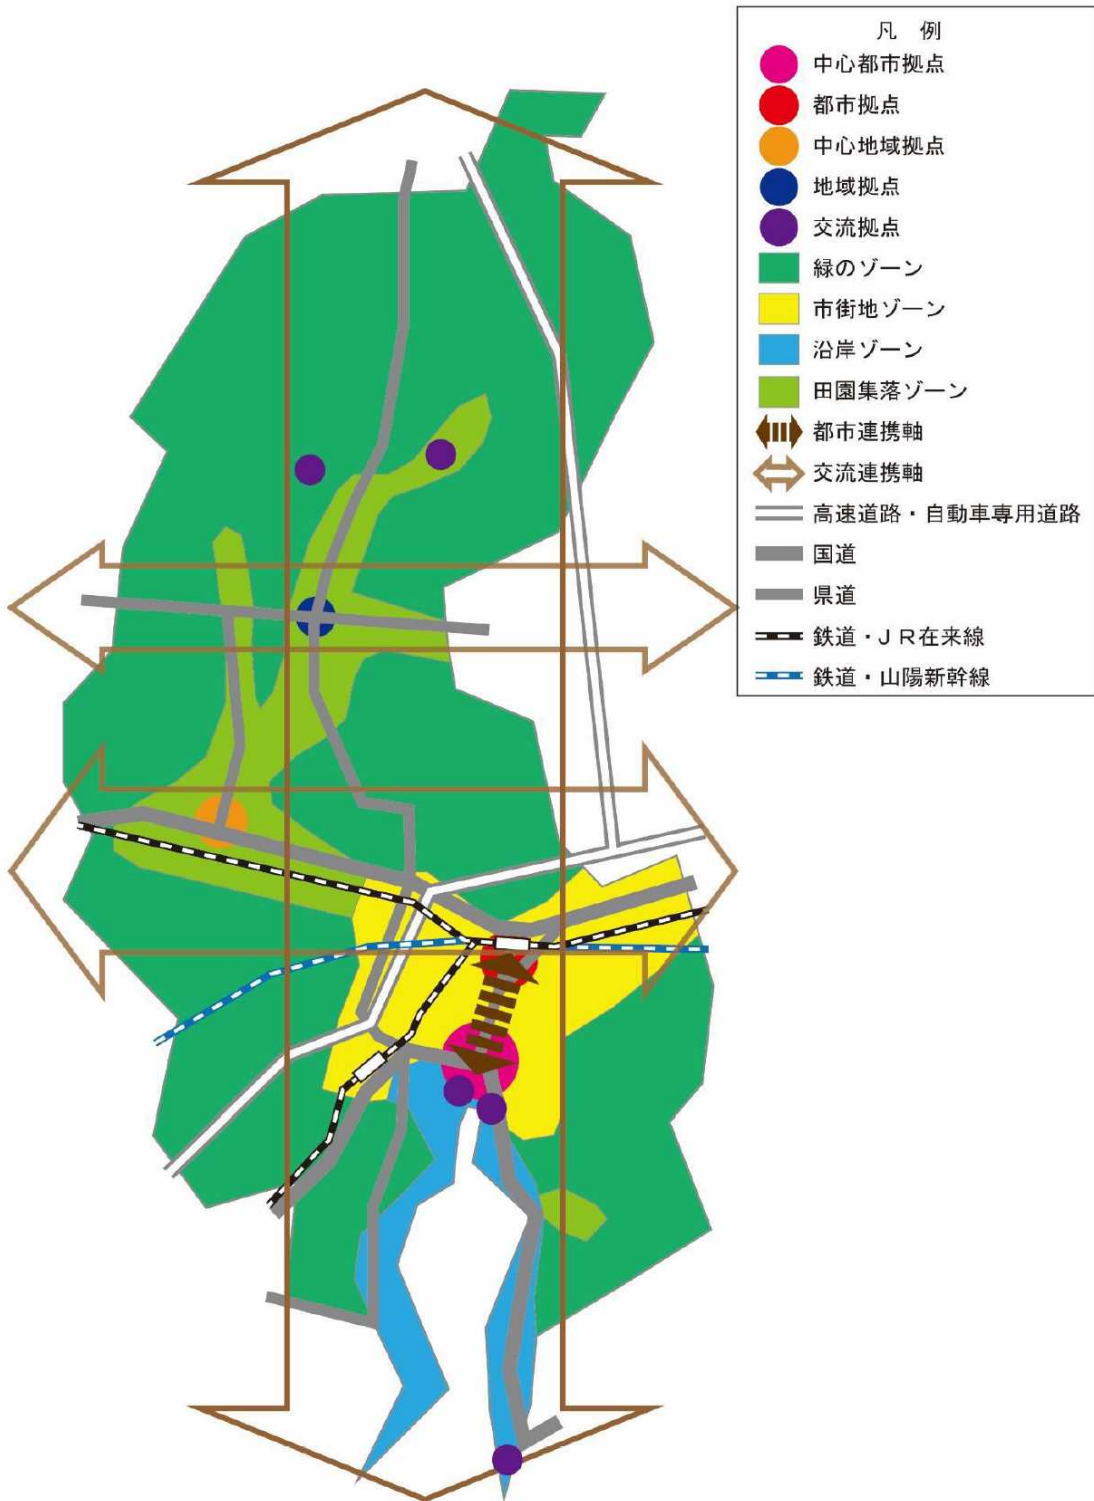 凡　例
中心都市拠点
都市拠点
中心地域拠点
地域拠点
交流拠点
緑のゾーン
市街地ゾーン
沿岸ゾーン
田園集落ゾーン
都市連携軸
交流連携軸
高速道路・自動車専用道路
国道
県道
鉄道・ＪＲ在来線
鉄道・山陽新幹線